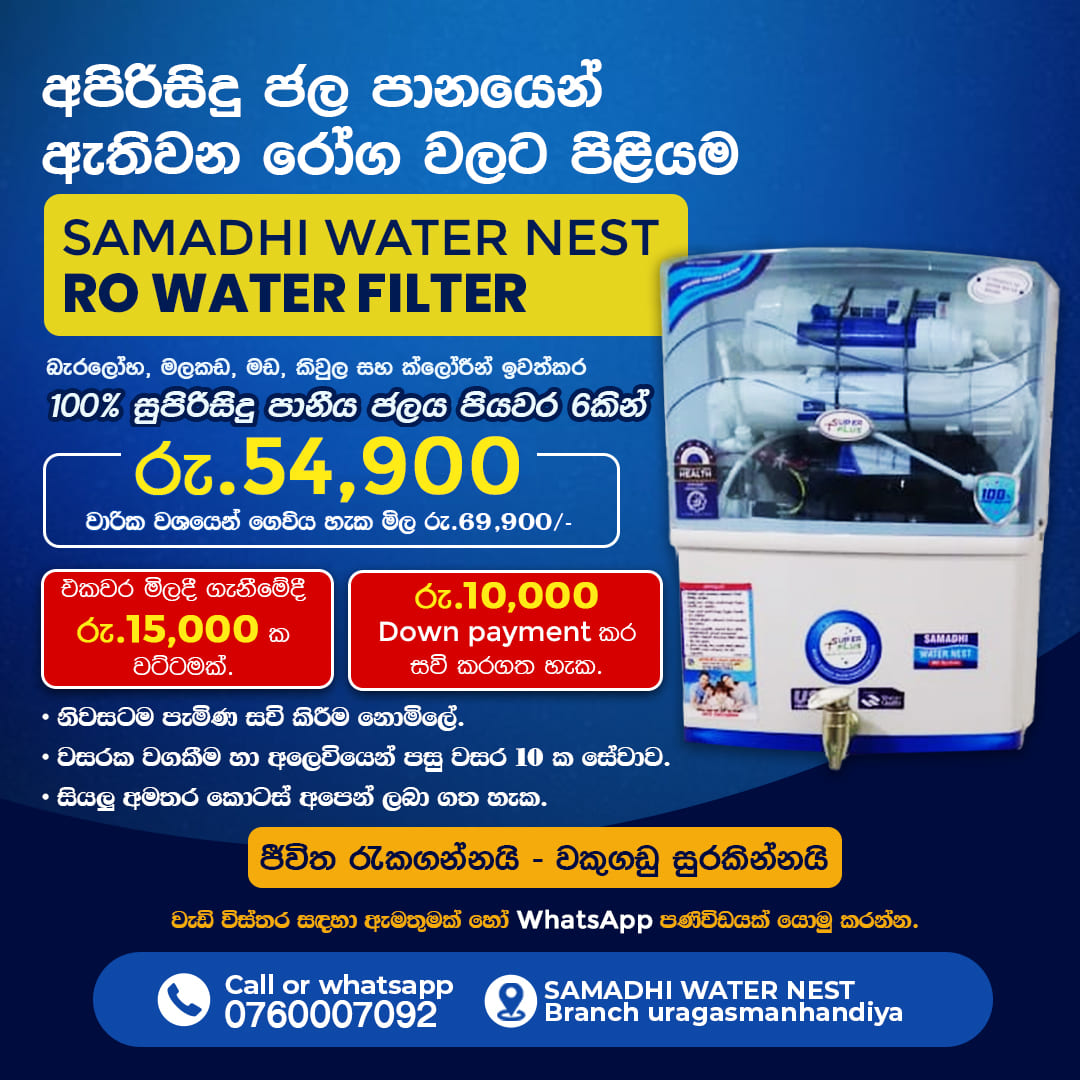 අපිරිසිදු ජල පානයෙන්
ඇතිවන රෝග වලට පිළියම
SAMADHI WATER NEST
RO WATER FILTER
බැරලෝහ, මලකඩ, මඩ, කිවුල සහ ක්ලෝරීන් ඉවත්කර
100% සුපිරිසිදු පානීය ජලය පියවර 6කින්
රු.54,900
වාරික වශයෙන් ගෙවිය හැක මිල රු.69,900/-
එකවර මිලදී ගැනීමේදී
රු.15,000 ක
වට්ටමක්.
රු.10,000
Down payment කර
සවි කරගත හැක.
• නිවසටම පැමිණ සවි කිරීම නොමිලේ.
• වසරක වගකීම හා අලෙවියෙන් පසු වසර 10 ක සේවාව.
• සියලු අමතර කොටස් අපෙන් ලබා ගත හැක.
SUPER
PLUS
HEALTH
100%
SUPER
PLUS
SAMADHI
WATER NEST
ජීවිත රැකගන්නයි - වකුගඩු සුරකින්නයි
වැඩි විස්තර සඳහා ඇමතුමක් හෝ WhatsApp පණිවිඩයක් යොමු කරන්න.
Call or whatsapp
0760007092
SAMADHI WATER NEST
Branch uragasmanhandiya